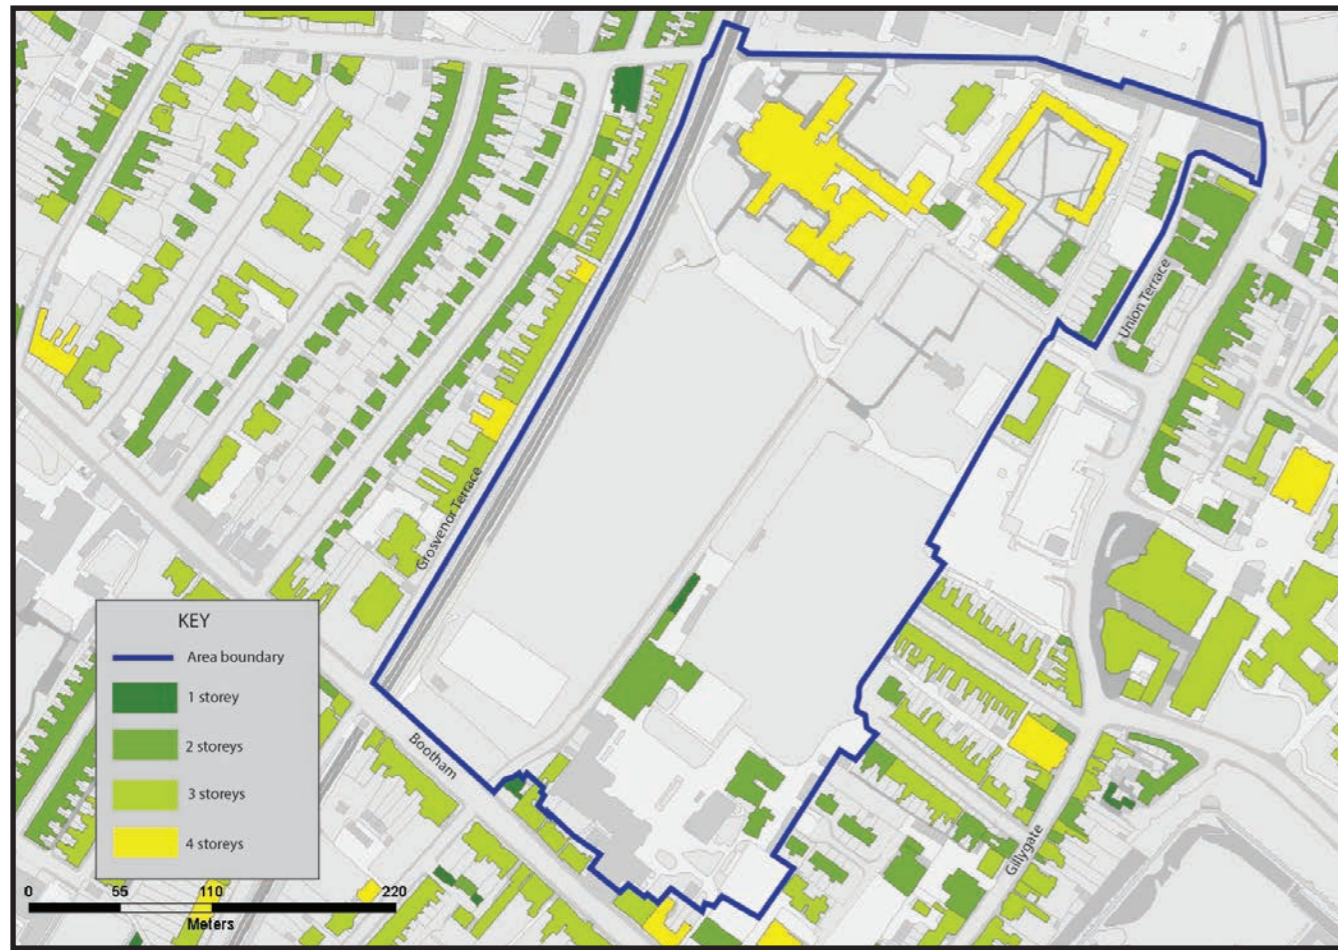 Union Terrace
Grosvenor Terrace
Bootham
Gillygate
KEY
Area boundary
1 storey
2 storeys
3 storeys
4 storeys
0 55 110 220
Meters